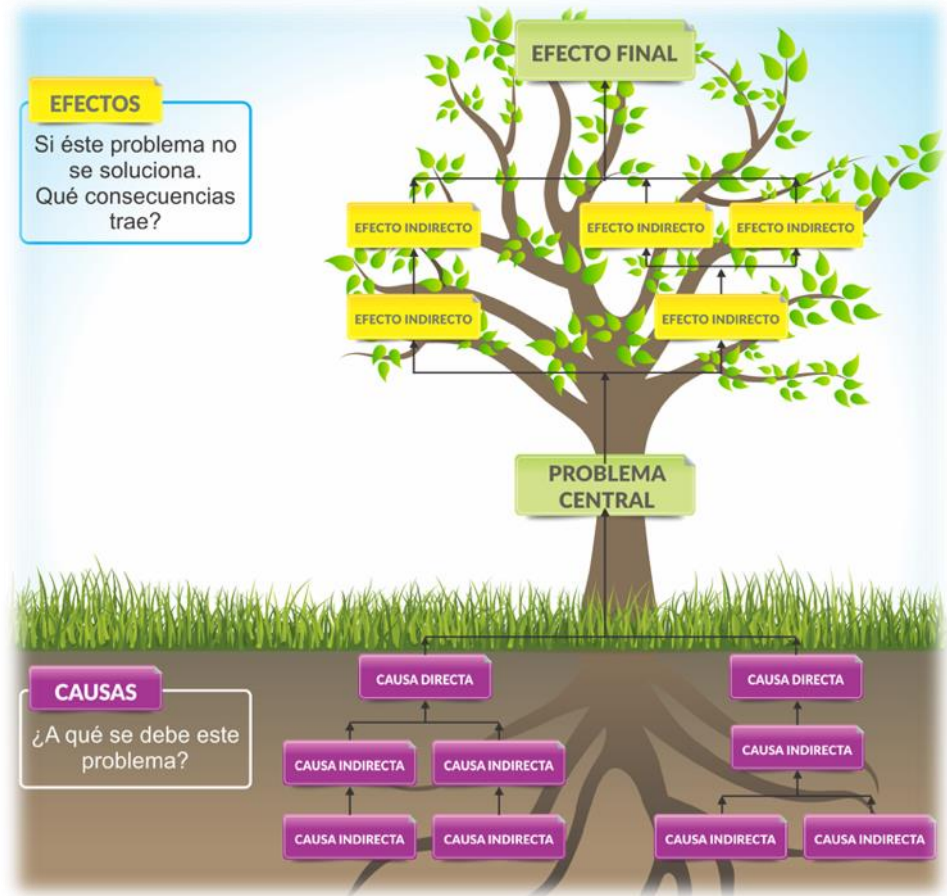 EFECTO FINAL
EFECTOS
Si éste problema no
se soluciona.
Qué consecuencias
trae?
EFECTO INDIRECTO
EFECTO INDIRECTO
EFECTO INDIRECTO
EFECTO INDIRECTO
EFECTO INDIRECTO
PROBLEMA
CENTRAL
CAUSAS
¿A qué se debe este
problema?
CAUSA DIRECTA
CAUSA DIRECTA
CAUSA INDIRECTA
CAUSA INDIRECTA
CAUSA INDIRECTA
CAUSA INDIRECTA
CAUSA INDIRECTA
CAUSA INDIRECTA
CAUSA INDIRECTA